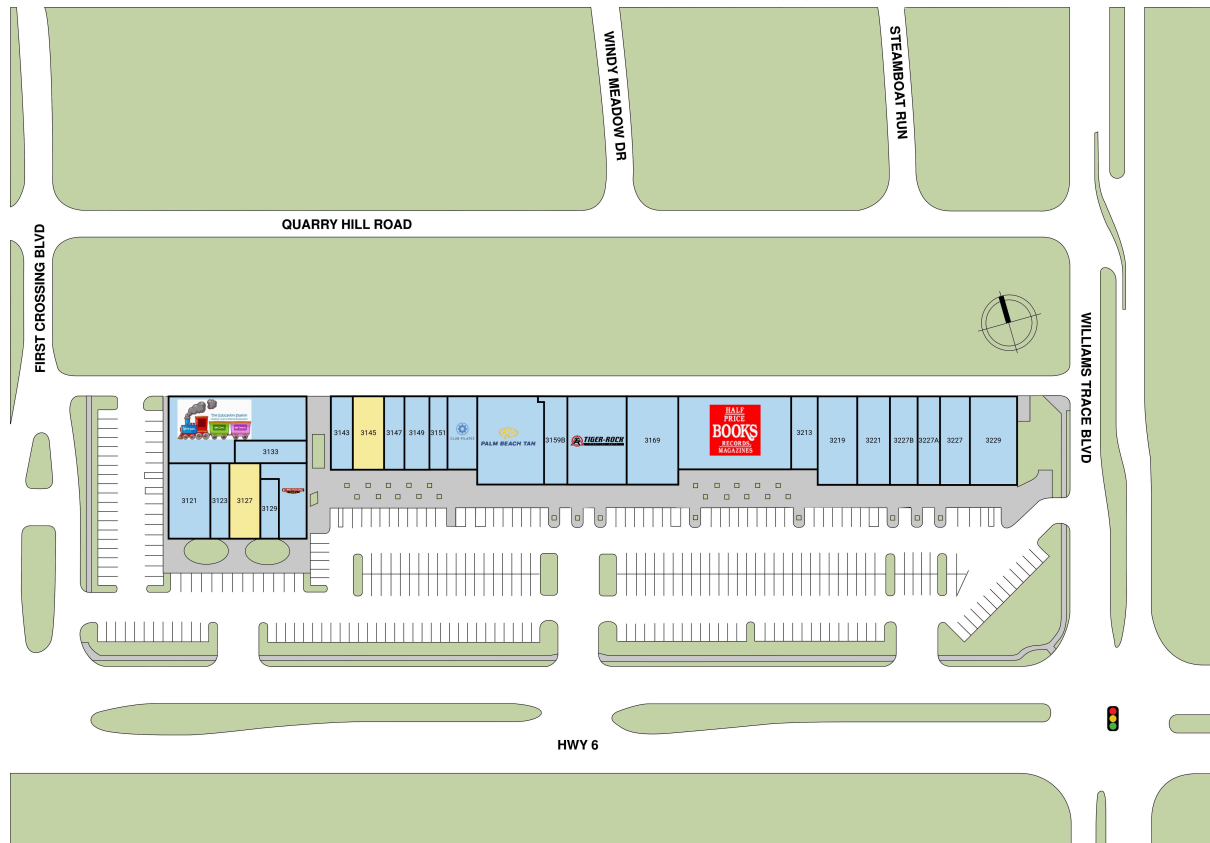 WINDY MEADOW DR
STEAMBOAT RUN
QUARRY HILL ROAD
FIRST CROSSING BLVD
WILLIAMS TRACE BLVD
3133
3121
3123
3127
3129
3143
3145
3147
3149
3151
CLUB PILATES
PALM BEACH TAN
3159B
TIGER-ROCK
3169
HALF
PRICE
BOOKS
RECORDS,
MAGAZINES
3213
3219
3221
3227B
3227A
3227
3229
HWY 6